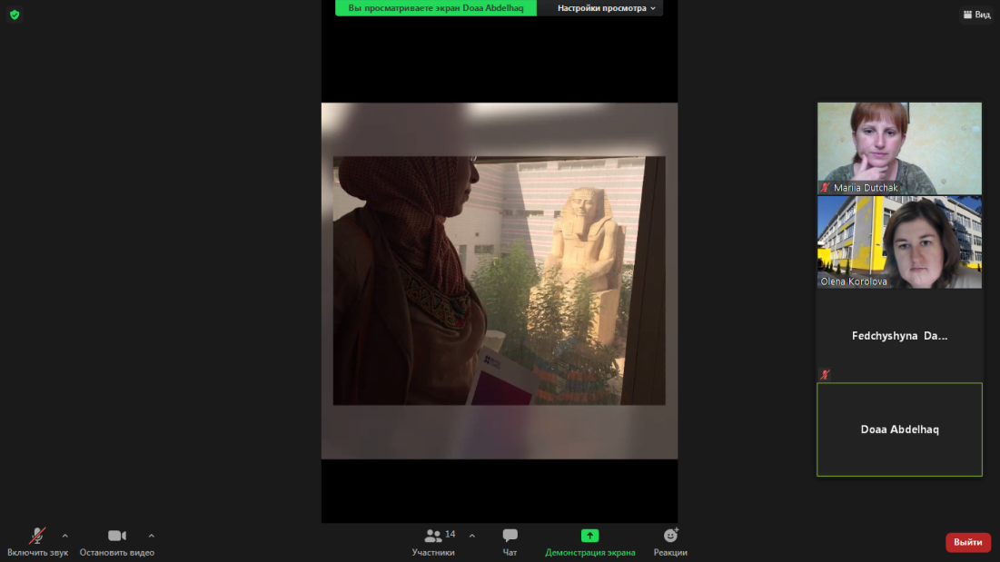 Вы просматриваете экран Doaa Abdelhaq
Настройки просмотра
Вид
Mariia Dutchak
Olena Korolova
Fedchyshyna Da...
Doaa Abdelhaq
Включить звук
Остановить видео
14
Участники
Чат
Демонстрация экрана
Реакции
Выйти